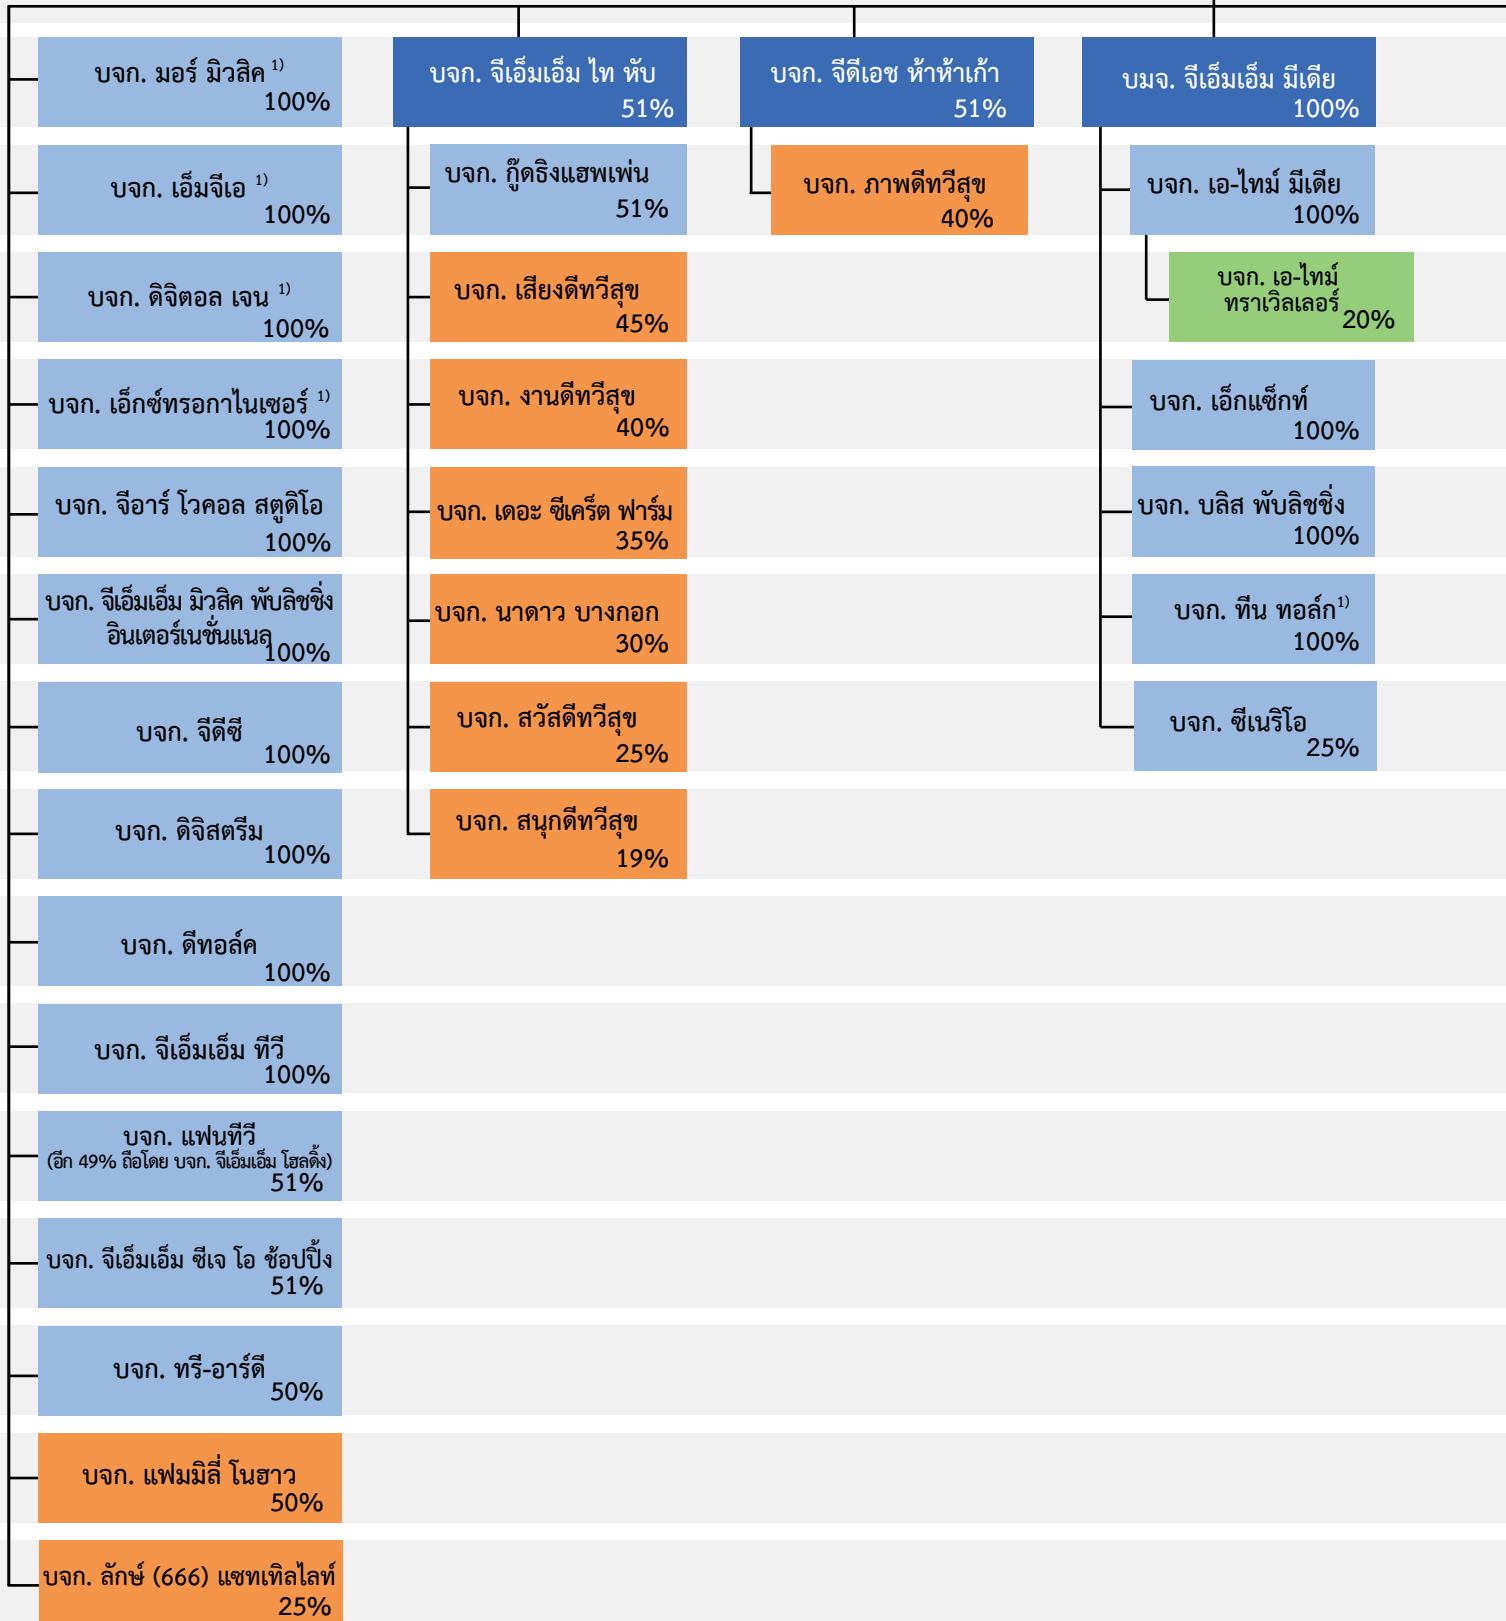 บจก. มอร์ มิวสิค 1)
100%
บจก. เอ็มจีเอ 1)
100%
บจก. ดิจิตอล เจน 1)
100%
บจก. เอ็กซ์ทรอกาไนเซอร์ 1)
100%
บจก. จีอาร์ โวคอล สตูดิโอ
100%
บจก. จีเอ็มเอ็ม มิวสิค พับลิชชิ่ง
อินเตอร์เนชั่นแนล
100%
บจก. จีดีซี
100%
บจก. ดิจิสตรีม
100%
บจก. ดีทอล์ค
100%
บจก. จีเอ็มเอ็ม ทีวี
100%
บจก. แฟนทีวี
(อีก 49% ถือโดย บจก. จีเอ็มเอ็ม โฮลดิ้ง)
51%
บจก. จีเอ็มเอ็ม ซีเจ โอ ช้อปปิ้ง
51%
บจก. ทรี-อาร์ดี
50%
บจก. แฟมมิลี่ โนฮาว
50%
บจก. ลักษ์ (666) แซทเทิลไลท์
25%
บจก. จีเอ็มเอ็ม ไท หับ
51%
บจก. กู๊ดธิงแฮพเพ่น
51%
บจก. เสียงดีทวีสุข
45%
บจก. งานดีทวีสุข
40%
บจก. เดอะ ซีเคร็ต ฟาร์ม
35%
บจก. นาดาว บางกอก
30%
บจก. สวัสดีทวีสุข
25%
บจก. สนุกดีทวีสุข
19%
บจก. จีดีเอช ห้าห้าเก้า
51%
บจก. ภาพดีทวีสุข
40%
บมจ. จีเอ็มเอ็ม มีเดีย
100%
บจก. เอ-ไทม์ มีเดีย
100%
บจก. เอ-ไทม์
ทราเวิลเลอร์
20%
บจก. เอ็กแซ็กท์
100%
บจก. บลิส พับลิชชิ่ง
100%
บจก. ทีน ทอล์ก1)
100%
บจก. ซีเนริโอ
25%